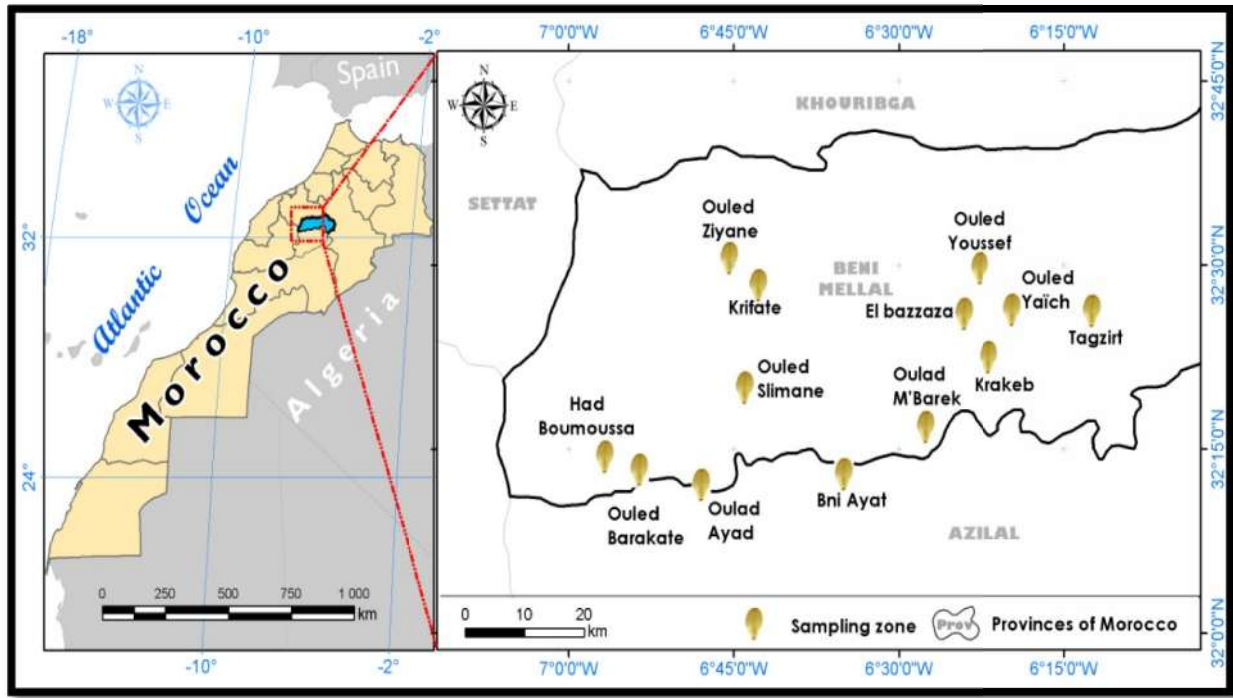 -18°
-10°
-2°
Spain
N
W
E
S
Ocean
32°
Atlantic
Morocco
Algeria
24°
0
250
500
750
1 000
km
-10°
-2°
7°0'0"W
6°45'0"W
6°30'0"W
6°15'0"W
N
W
E
S
KHOURIBGA
32°45'0"N
SETTAT
Ouled
Ziyane
Ouled
Youssef
BENI
MELLAL
32°30'0"N
Krifate
El bazzaza
Ouled
Yaïch
Tagzirt
Ouled
Slimane
Oulad
M'Barek
Krakeb
Had
Boumoussa
32°15'0"N
Ouled
Barakate
Oulad
Ayad
Bni Ayat
AZILAL
0
10
20
km
Sampling zone
Prov
Provinces of Morocco
32°0'0"N
7°0'0"W
6°45'0"W
6°30'0"W
6°15'0"W